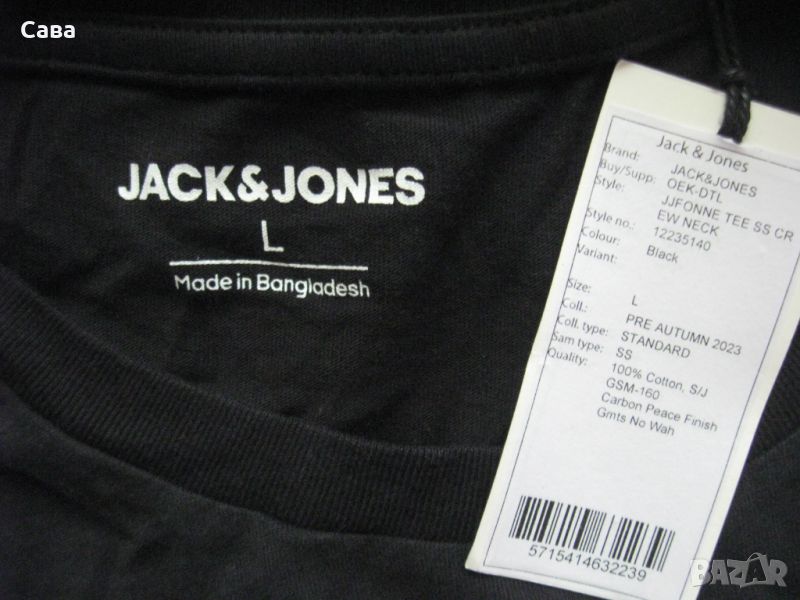 Сава
JACK&JONES
L
Made in Bangladesh
Jack & Jones
Brand: JACK&JONES
Buy/Supp: OEK-DTL
Style: JJFONNE TEE SS CR
EW NECK
Style no.: 12235140
Colour: Black
Variant:
Size: L
Coll.: PRE AUTUMN 2023
Coll. type: STANDARD
Sam type: SS
Quality: 100% Cotton, S/J
GSM-160
Carbon Peace Finish
Gmts No Wah
5715414632239
БАZАР